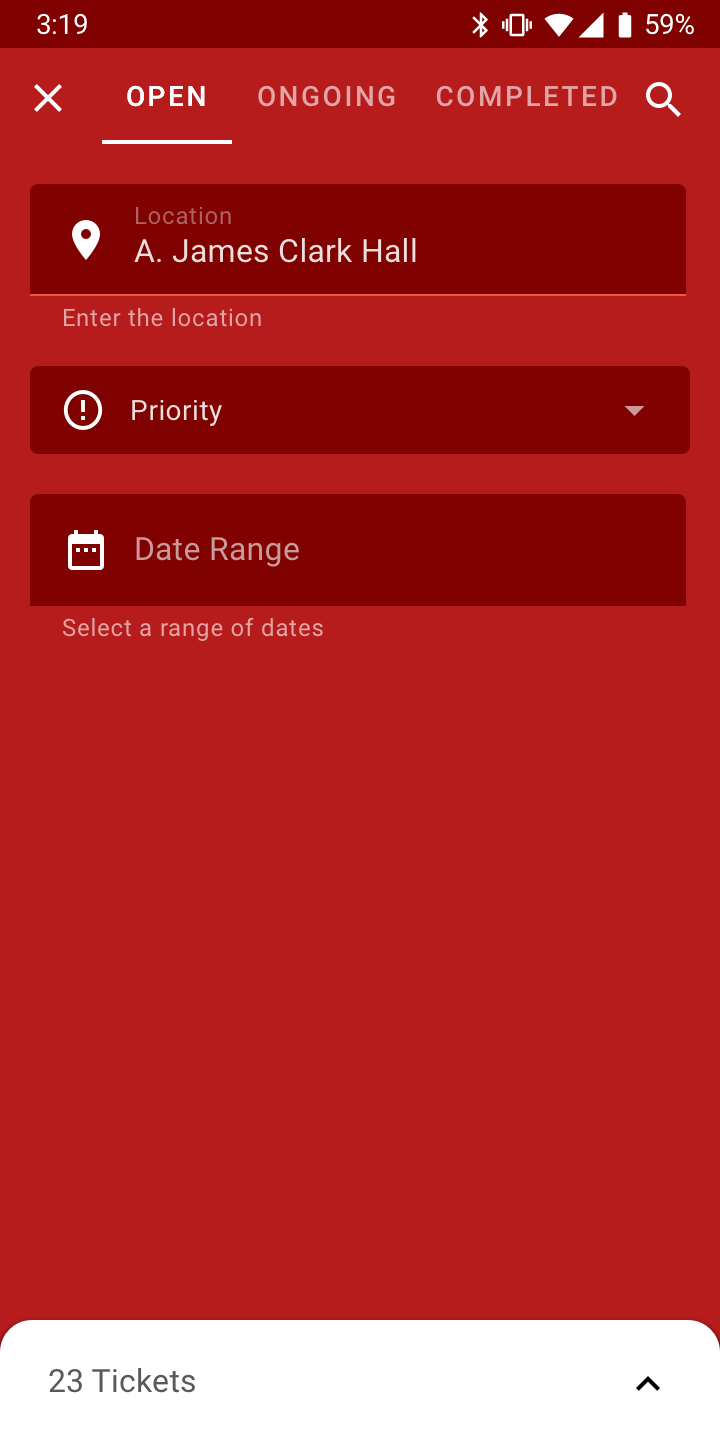 3:19 59%
OPEN ONGOING COMPLETED
Location
A. James Clark Hall
Enter the location
Priority
Date Range
Select a range of dates
23 Tickets